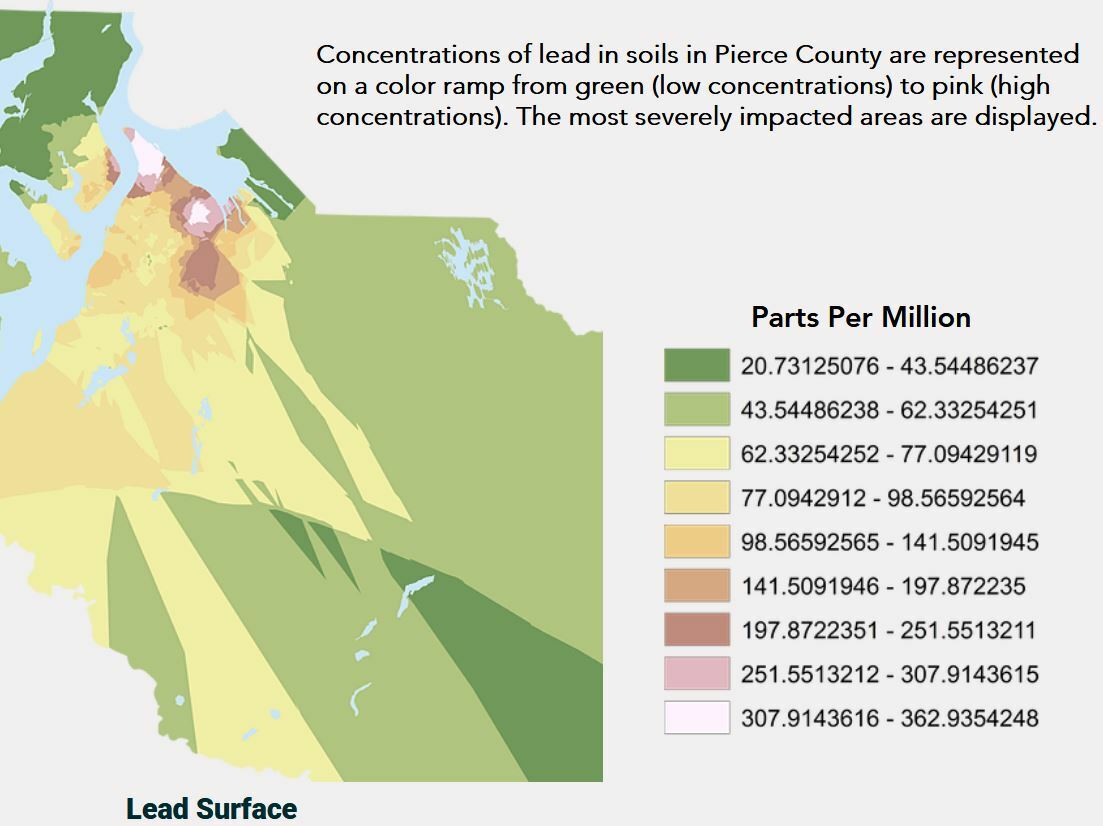 Concentrations of lead in soils in Pierce County are represented
on a color ramp from green (low concentrations) to pink (high
concentrations). The most severely impacted areas are displayed.
Parts Per Million
20.73125076 - 43.54486237
43.54486238 - 62.33254251
62.33254252 - 77.09429119
77.0942912 - 98.56592564
98.56592565 - 141.5091945
141.5091946 - 197.872235
197.8722351 - 251.5513211
251.5513212 - 307.9143615
307.9143616 - 362.9354248
Lead Surface